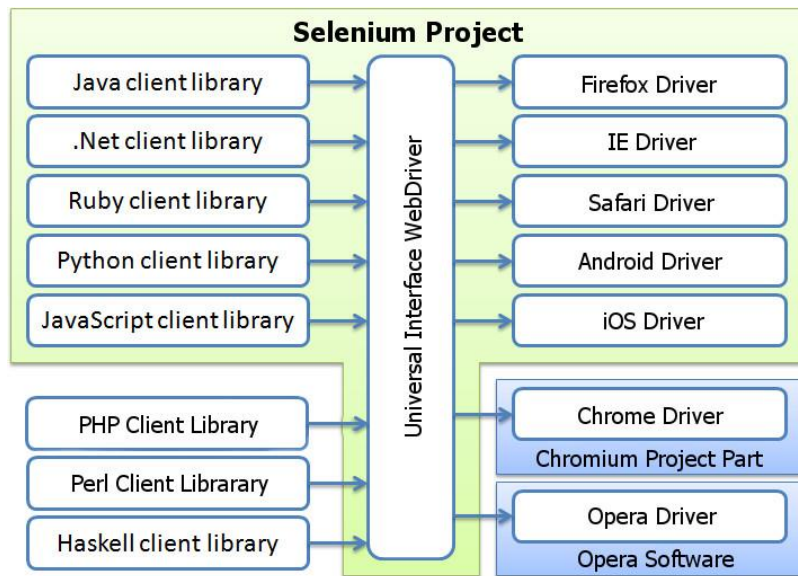 Selenium Project
Java client library
.Net client library
Ruby client library
Python client library
JavaScript client library
PHP Client Library
Perl Client Librarary
Haskell client library
Universal Interface WebDriver
Firefox Driver
IE Driver
Safari Driver
Android Driver
iOS Driver
Chrome Driver
Chromium Project Part
Opera Driver
Opera Software